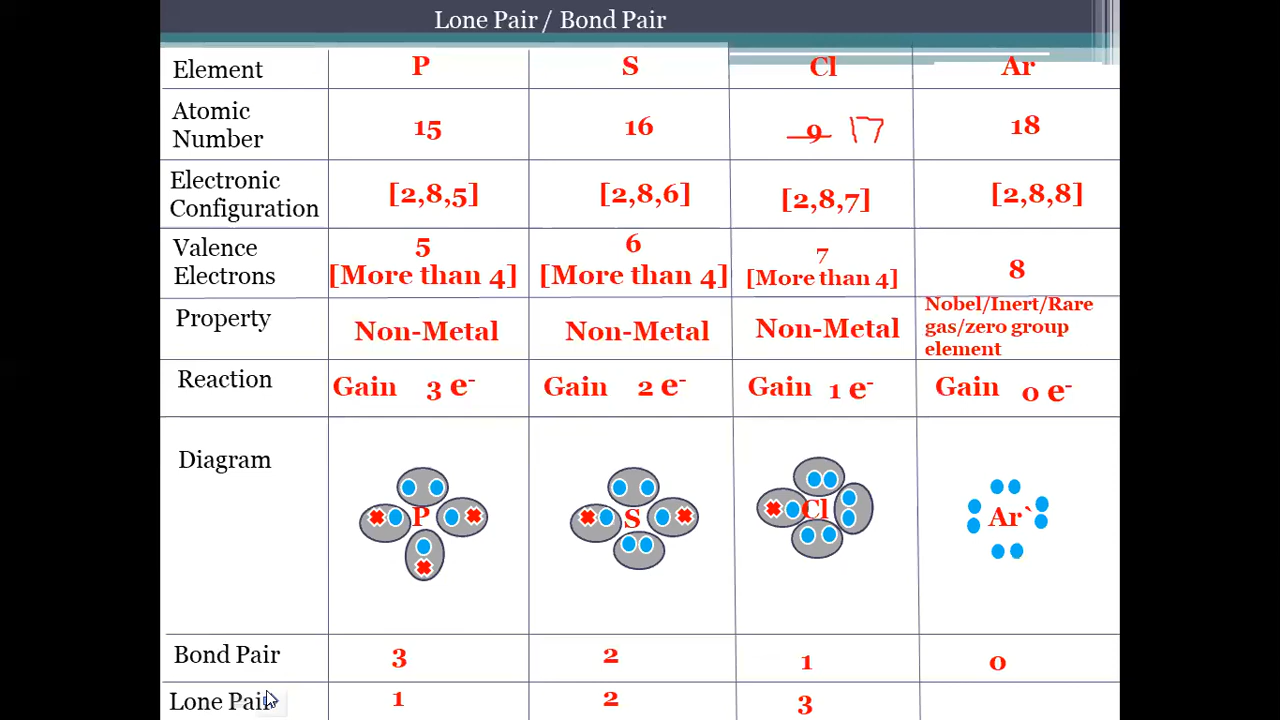 Lone Pair / Bond Pair
Element P S Cl Ar
Atomic
Number 15 16 9 17 18
Electronic
Configuration [2,8,5] [2,8,6] [2,8,7] [2,8,8]
Valence 5 6 7
Electrons [More than 4] [More than 4] [More than 4] 8
Property Non-Metal Non-Metal Non-Metal Nobel/Inert/Rare
gas/zero group
element
Reaction Gain 3 e- Gain 2 e- Gain 1 e- Gain 0 e-
Diagram P S Cl Ar`
Bond Pair 3 2 1 0
Lone Pair 1 2 3